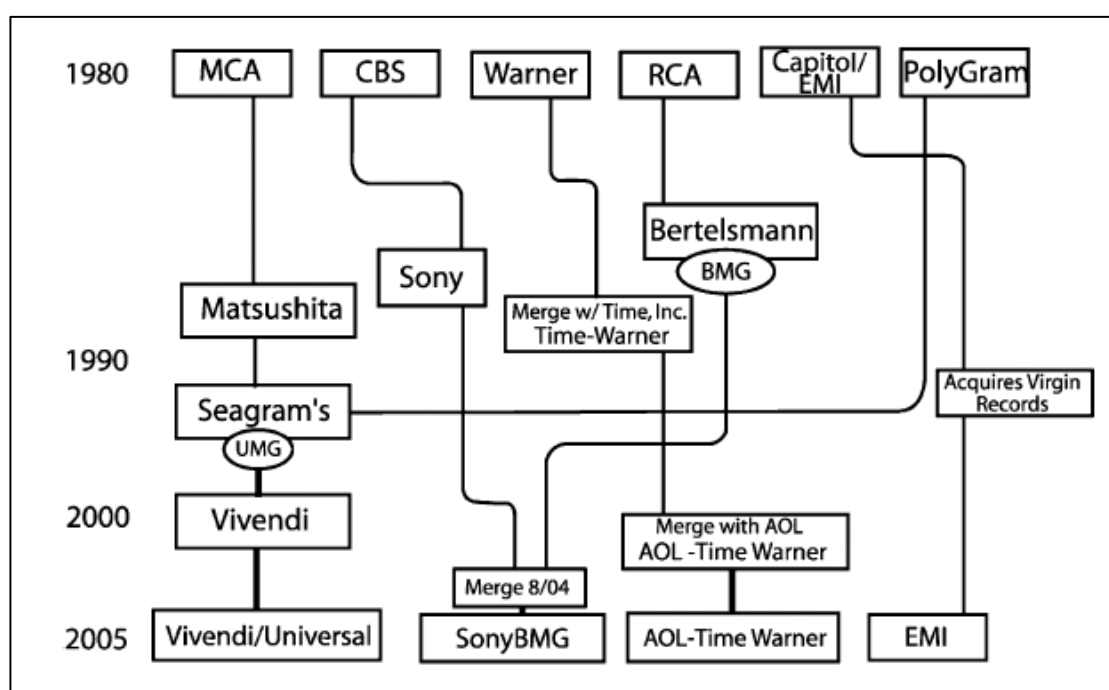 1980
MCA
CBS
Warner
RCA
Capitol/
EMI
PolyGram
Bertelsmann
BMG
Sony
Matsushita
Merge w/ Time, Inc.
Time-Warner
1990
Seagram's
UMG
Acquires Virgin
Records
2000
Vivendi
Merge with AOL
AOL -Time Warner
Merge 8/04
2005
Vivendi/Universal
SonyBMG
AOL-Time Warner
EMI